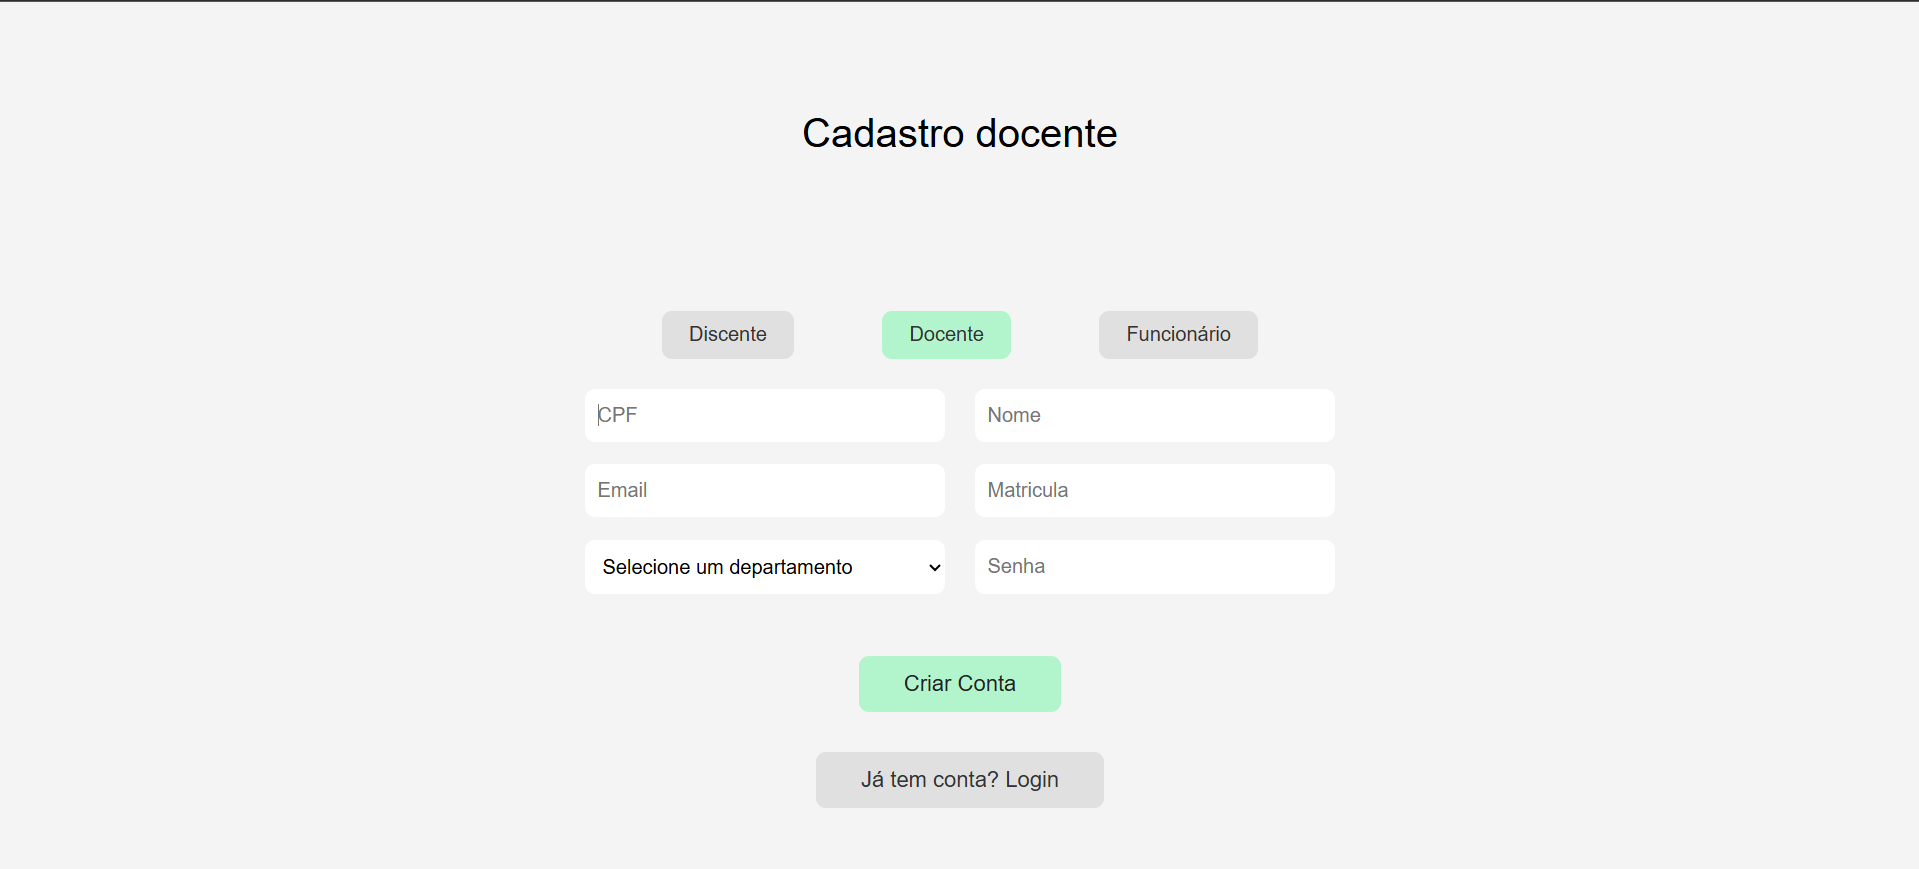 Cadastro docente
Discente
Docente
Funcionário
CPF
Nome
Email
Matricula
Selecione um departamento
Senha
Criar Conta
Já tem conta? Login